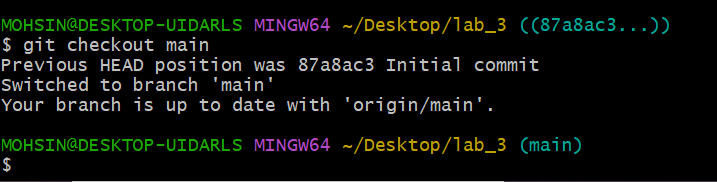 MOHSIN@DESKTOP-UIDARLS MINGW64 ~/Desktop/lab_3 ((87a8ac3...))
$ git checkout main
Previous HEAD position was 87a8ac3 Initial commit
Switched to branch 'main'
Your branch is up to date with 'origin/main'.
MOHSIN@DESKTOP-UIDARLS MINGW64 ~/Desktop/lab_3 (main)
$